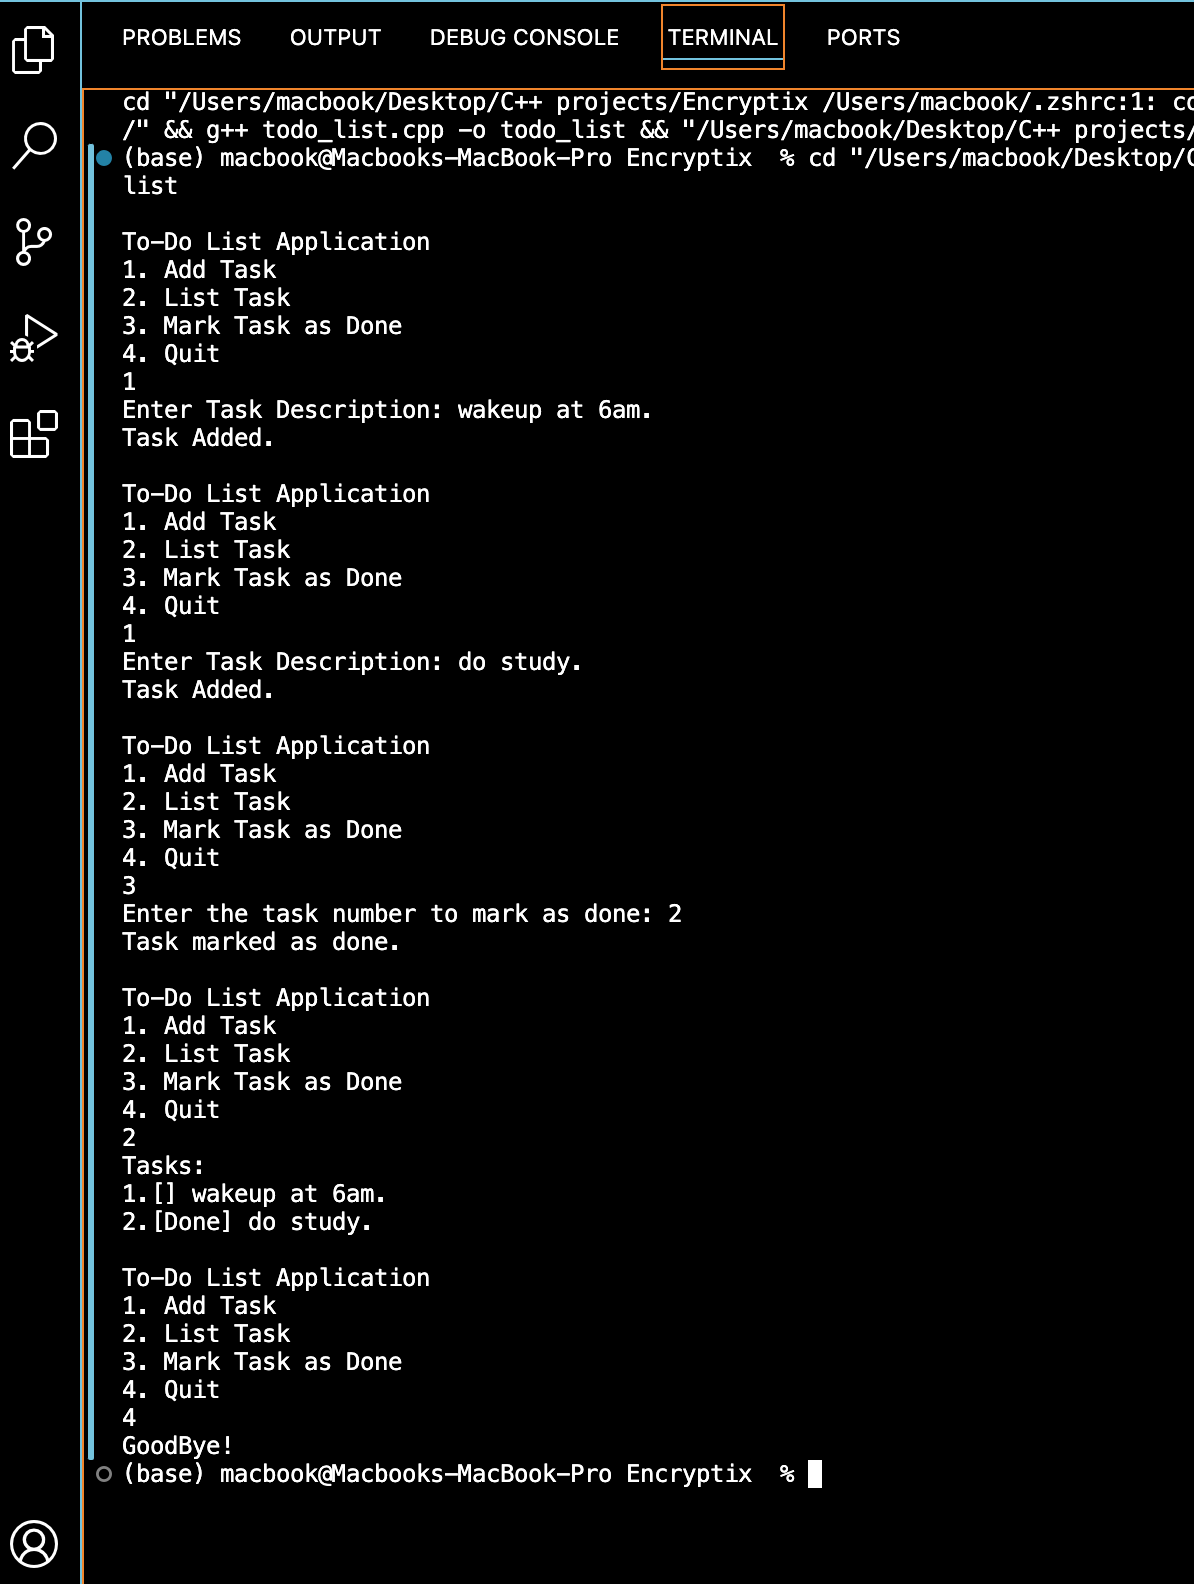 PROBLEMS OUTPUT DEBUG CONSOLE TERMINAL PORTS
cd "/Users/macbook/Desktop/C++ projects/Encryptix /Users/macbook/.zshrc:1:
/" && g++ todo_list.cpp -o todo_list && "/Users/macbook/Desktop/C++ projects/
(base) macbook@Macbooks-MacBook-Pro Encryptix % cd "/Users/macbook/Desktop/
list
To-Do List Application
1. Add Task
2. List Task
3. Mark Task as Done
4. Quit
1
Enter Task Description: wakeup at 6am.
Task Added.
To-Do List Application
1. Add Task
2. List Task
3. Mark Task as Done
4. Quit
1
Enter Task Description: do study.
Task Added.
To-Do List Application
1. Add Task
2. List Task
3. Mark Task as Done
4. Quit
3
Enter the task number to mark as done: 2
Task marked as done.
To-Do List Application
1. Add Task
2. List Task
3. Mark Task as Done
4. Quit
2
Tasks:
1.[] wakeup at 6am.
2.[Done] do study.
To-Do List Application
1. Add Task
2. List Task
3. Mark Task as Done
4. Quit
4
GoodBye!
(base) macbook@Macbooks-MacBook-Pro Encryptix %